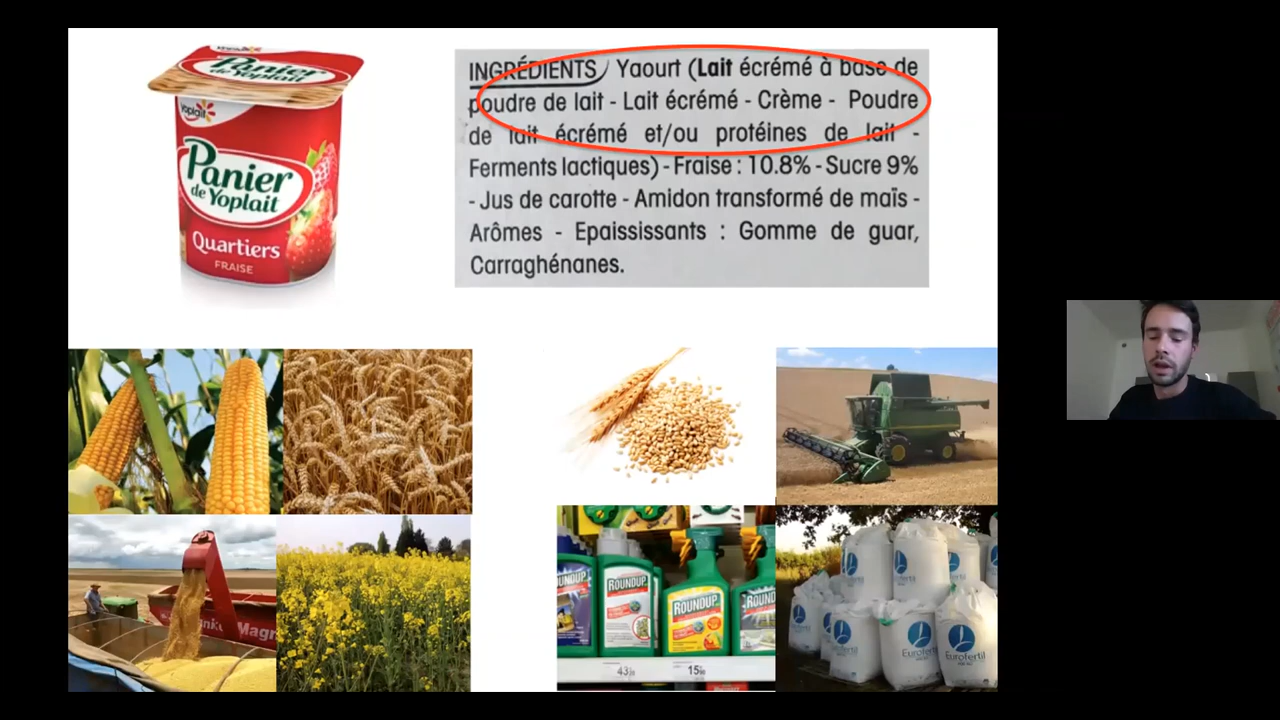 Panier
de Yoplait
Yoplait
Panier
de Yoplait
Quartiers
FRAISE
INGRÉDIENTS Yaourt (Lait écrémé à base de
poudre de lait - Lait écrémé - Crème - Poudre
de lait écrémé et/ou protéines de lait -
Ferments lactiques) - Fraise : 10.8% - Sucre 9%
- Jus de carotte - Amidon transformé de maïs -
Arômes - Epaississants : Gomme de guar,
Carraghénanes.
Magn
ROUNDUP
ROUNDUP
ROUNDUP
ROUNDUP
43
15
Eurofertil
Eurofertil
Eurofertil